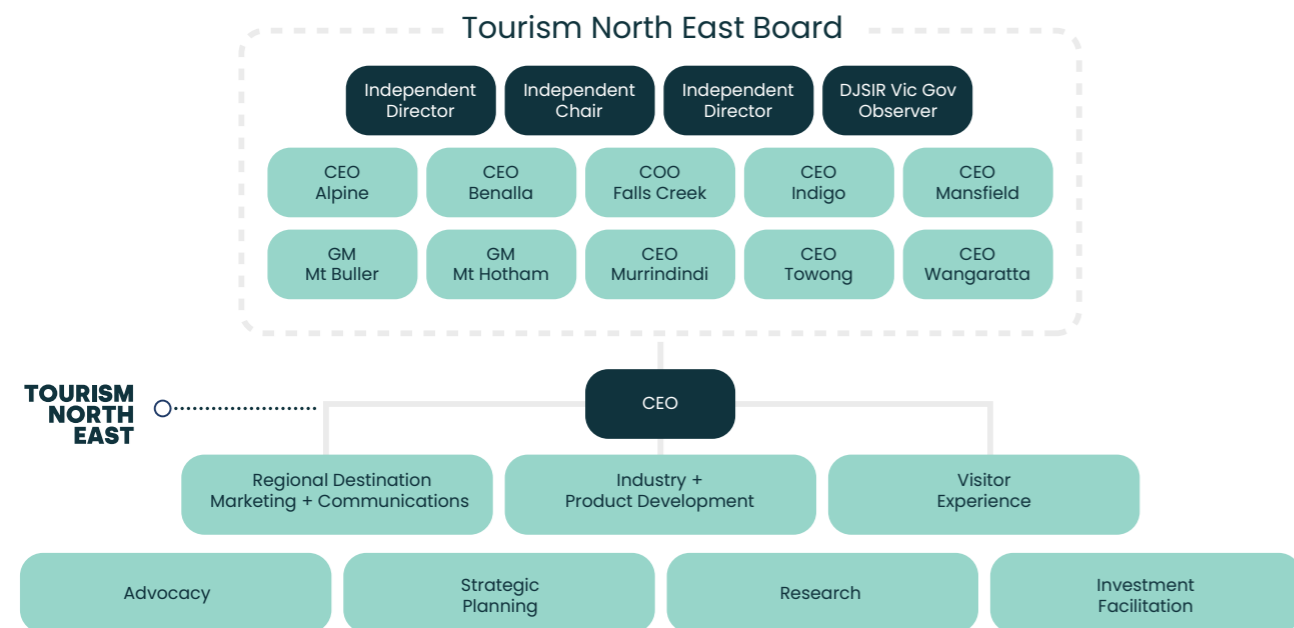 Tourism North East Board
Independent
Director
Independent
Chair
Independent
Director
DJSIR Vic Gov
Observer
CEO
Alpine
CEO
Benalla
COO
Falls Creek
CEO
Indigo
CEO
Mansfield
GM
Mt Buller
GM
Mt Hotham
CEO
Murrindindi
CEO
Towong
CEO
Wangaratta
TOURISM
NORTH
EAST
CEO
Regional Destination
Marketing + Communications
Industry +
Product Development
Visitor
Experience
Advocacy
Strategic
Planning
Research
Investment
Facilitation